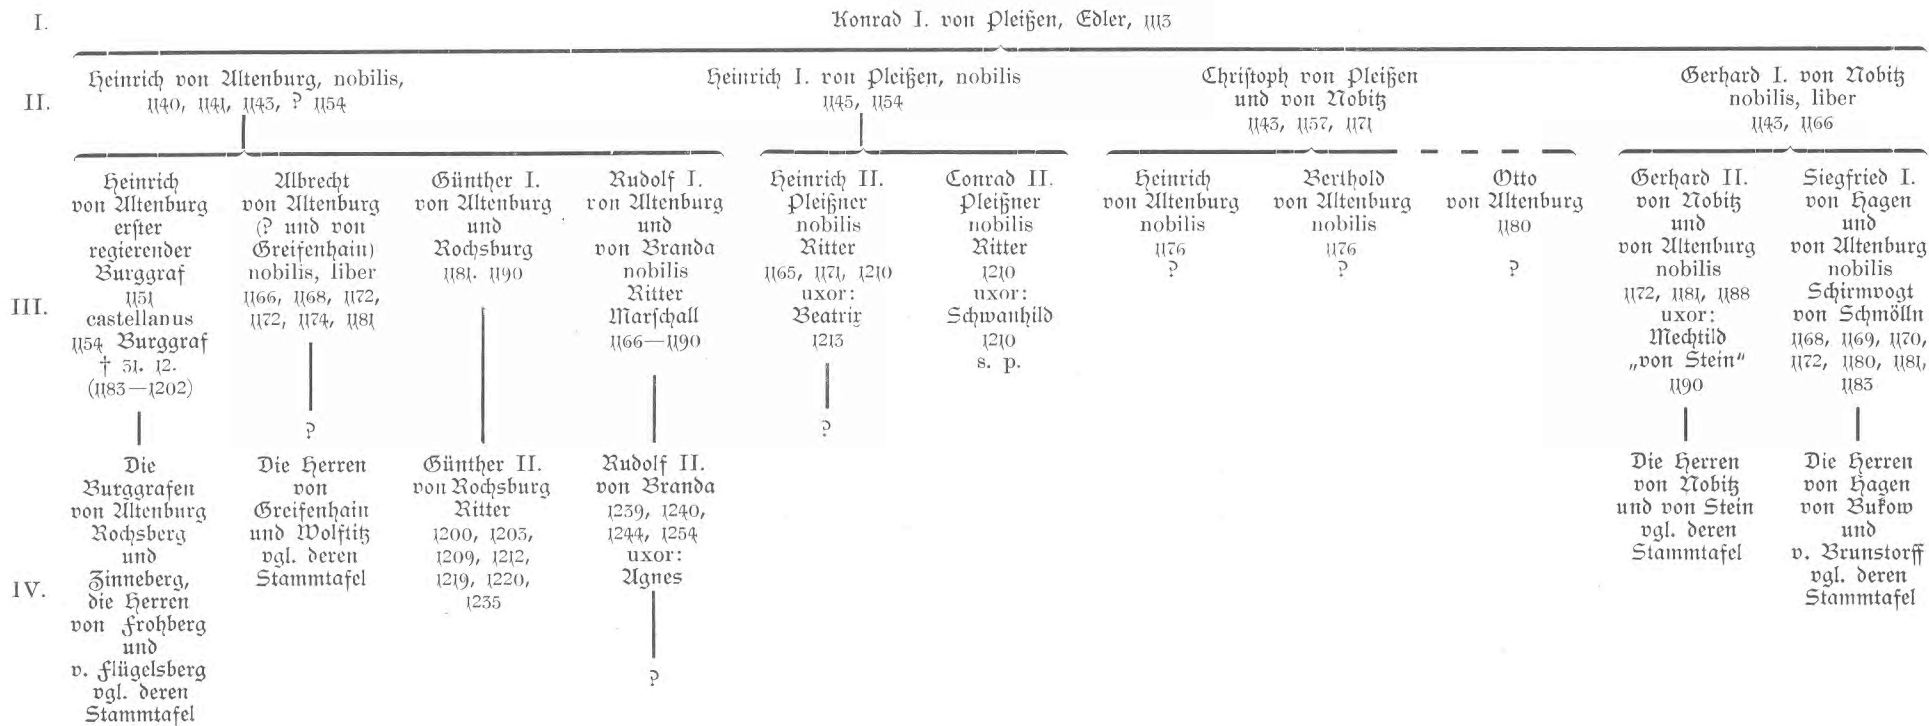 I.
Konrad I. von Pleißen, Edler, 1113
II.
Heinrich von Altenburg, nobilis,
1140, 1141, 1143, ? 1154
Heinrich I. von Pleißen, nobilis
1145, 1154
Christoph von Pleißen
und von Nobitz
1143, 1157, 1171
Gerhard I. von Nobitz
nobilis, liber
1143, 1166
III.
Heinrich
von Altenburg
erster
regierender
Burggraf
1151
castellanus
1154 Burggraf
† 31. 12.
(1183—1202)
Albrecht
von Altenburg
(? und von
Greifenhain)
nobilis, liber
1166, 1168, 1172,
1172, 1174, 1181
?
Günther I.
von Altenburg
und
Rochsburg
1181. 1190
Rudolf I.
von Altenburg
und
von Branda
nobilis
Ritter
Marschall
1166—1190
Heinrich II.
Pleißner
nobilis
Ritter
1165, 1171, 1210
uxor:
Beatrix
1213
?
Conrad II.
Pleißner
nobilis
Ritter
1210
uxor:
Schwanhild
1210
s. p.
Heinrich
von Altenburg
nobilis
1176
?
Berthold
von Altenburg
nobilis
1176
?
Otto
von Altenburg
1180
?
Gerhard II.
von Nobitz
und
von Altenburg
nobilis
1172, 1181, 1188
uxor:
Mechtild
„von Stein“
1190
Siegfried I.
von Hagen
und
von Altenburg
nobilis
Schirmvogt
von Schmölln
1168, 1169, 1170,
1172, 1180, 1181,
1183
IV.
Die
Burggrafen
von Altenburg
Rochsberg
und
Zinneberg,
die Herren
von Frohberg
und
v. Flügelsberg
vgl. deren
Stammtafel
Die Herren
von
Greifenhain
und Wolftitz
vgl. deren
Stammtafel
Günther II.
von Rochsburg
Ritter
1200, 1203,
1209, 1212,
1219, 1220,
1235
Rudolf II.
von Branda
1239, 1240,
1244, 1254
uxor:
Agnes
?
Die Herren
von Nobitz
und von Stein
vgl. deren
Stammtafel
Die Herren
von Hagen
von Bukow
und
v. Brunstorff
vgl. deren
Stammtafel